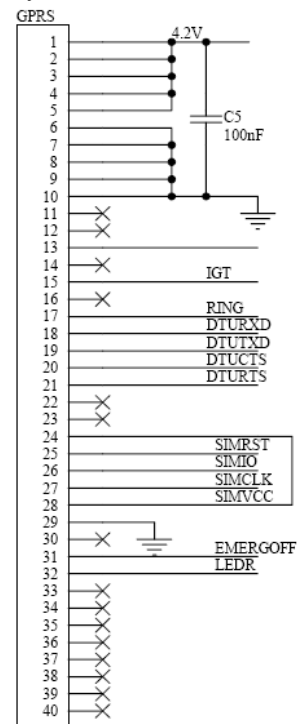 GPRS
1
4.2V
2
3
4
5
C5
6
100nF
7
8
9
10
11
12
13
14
IGT
15
16
RING
17
DTURXD
18
DTUTXD
19
DTUCTS
20
DTURTS
21
22
23
24
SIMRST
25
SIMIO
26
SIMCLK
27
SIMVCC
28
29
30
EMERGOFF
31
LEDR
32
33
34
35
36
37
38
39
40